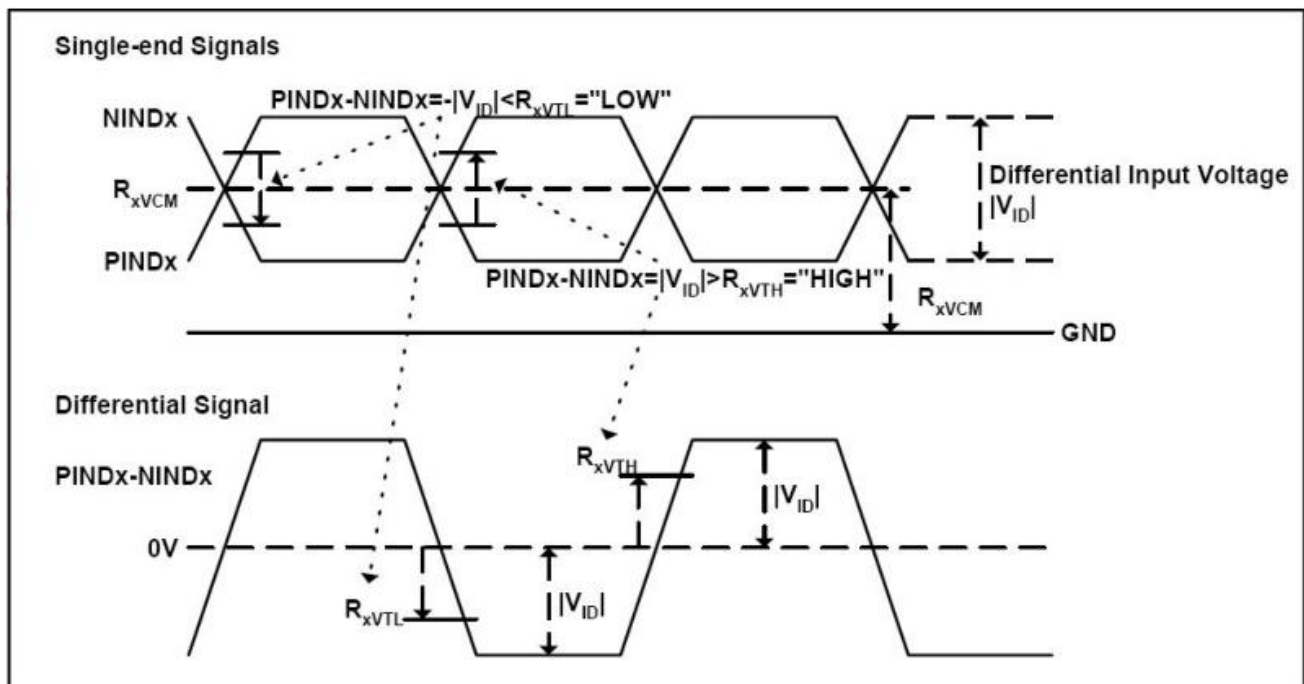 Single-end Signals
PINDx-NINDx=-|VID|<RxVTL="LOW"
NINDx
RxVCM
Differential Input Voltage
|VID|
PINDx
PINDx-NINDx=|VID|>RxVTH="HIGH"
RxVCM
GND
Differential Signal
RxVTH
PINDx-NINDx
|VID|
0V
RxVTL
|VID|